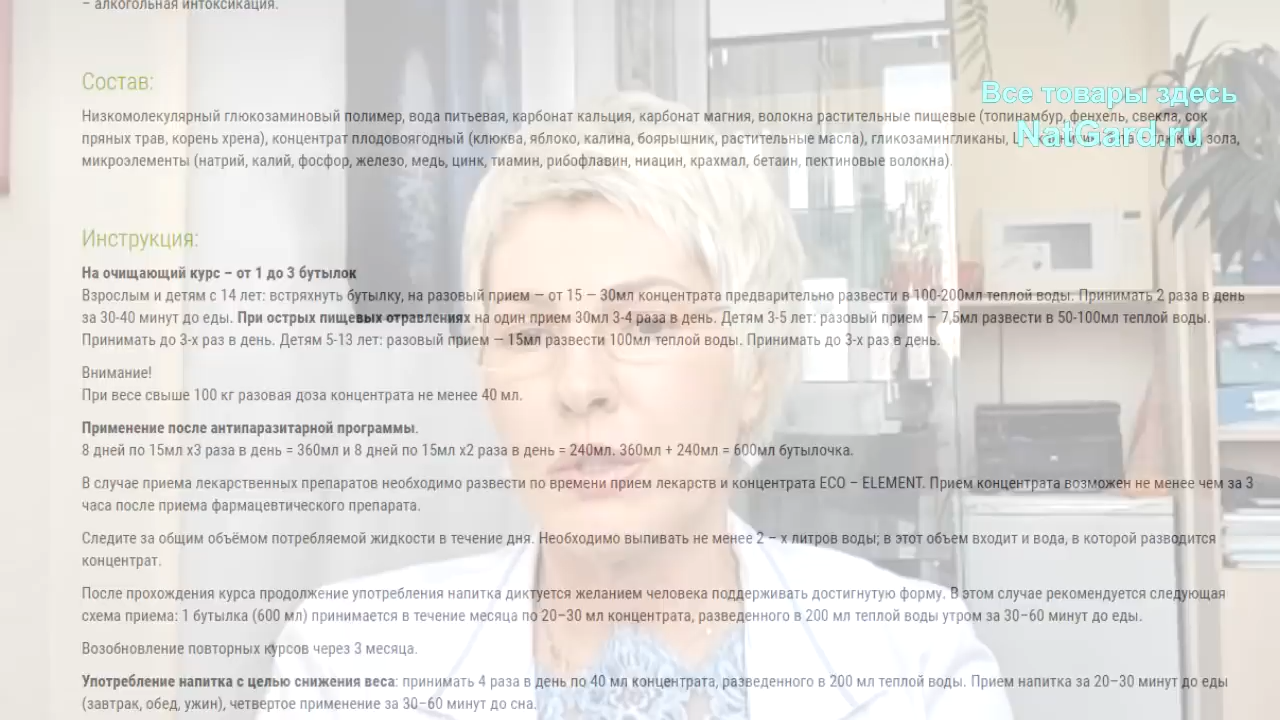 – алкогольная интоксикация.
Все товары здесь
NatGard.ru
Состав:
Низкомолекулярный глюкозаминовый полимер, вода питьевая, карбонат кальция, карбонат магния, волокна растительные пищевые (топинамбур, фенхель, свекла, сок
пряных трав, корень хрена), концентрат плодовоягодный (клюква, яблоко, калина, боярышник, растительные масла), гликозамингликаны, зола,
микроэлементы (натрий, калий, фосфор, железо, медь, цинк, тиамин, рибофлавин, ниацин, крахмал, бетаин, пектиновые волокна).
Инструкция:
На очищающий курс – от 1 до 3 бутылок
Взрослым и детям с 14 лет: встряхнуть бутылку, на разовый прием — от 15 — 30мл концентрата предварительно развести в 100-200мл теплой воды. Принимать 2 раза в день
за 30-40 минут до еды. При острых пищевых отравлениях на один прием 30мл 3-4 раза в день. Детям 3-5 лет: разовый прием — 7,5мл развести в 50-100мл теплой воды.
Принимать до 3-х раз в день. Детям 5-13 лет: разовый прием — 15мл развести 100мл теплой воды. Принимать до 3-х раз в день.
Внимание!
При весе свыше 100 кг разовая доза концентрата не менее 40 мл.
Применение после антипаразитарной программы.
8 дней по 15мл х3 раза в день = 360мл и 8 дней по 15мл х2 раза в день = 240мл. 360мл + 240мл = 600мл бутылочка.
В случае приема лекарственных препаратов необходимо развести по времени прием лекарств и концентрата ECO – ELEMENT. Прием концентрата возможен не менее чем за 3
часа после приема фармацевтического препарата.
Следите за общим объёмом потребляемой жидкости в течение дня. Необходимо выпивать не менее 2 – х литров воды; в этот объем входит и вода, в которой разводится
концентрат.
После прохождения курса продолжение употребления напитка диктуется желанием человека поддерживать достигнутую форму. В этом случае рекомендуется следующая
схема приема: 1 бутылка (600 мл) принимается в течение месяца по 20–30 мл концентрата, разведенного в 200 мл теплой воды утром за 30–60 минут до еды.
Возобновление повторных курсов через 3 месяца.
Употребление напитка с целью снижения веса: принимать 4 раза в день по 40 мл концентрата, разведенного в 200 мл теплой воды. Прием напитка за 20–30 минут до еды
(завтрак, обед, ужин), четвертое применение за 30–60 минут до сна.